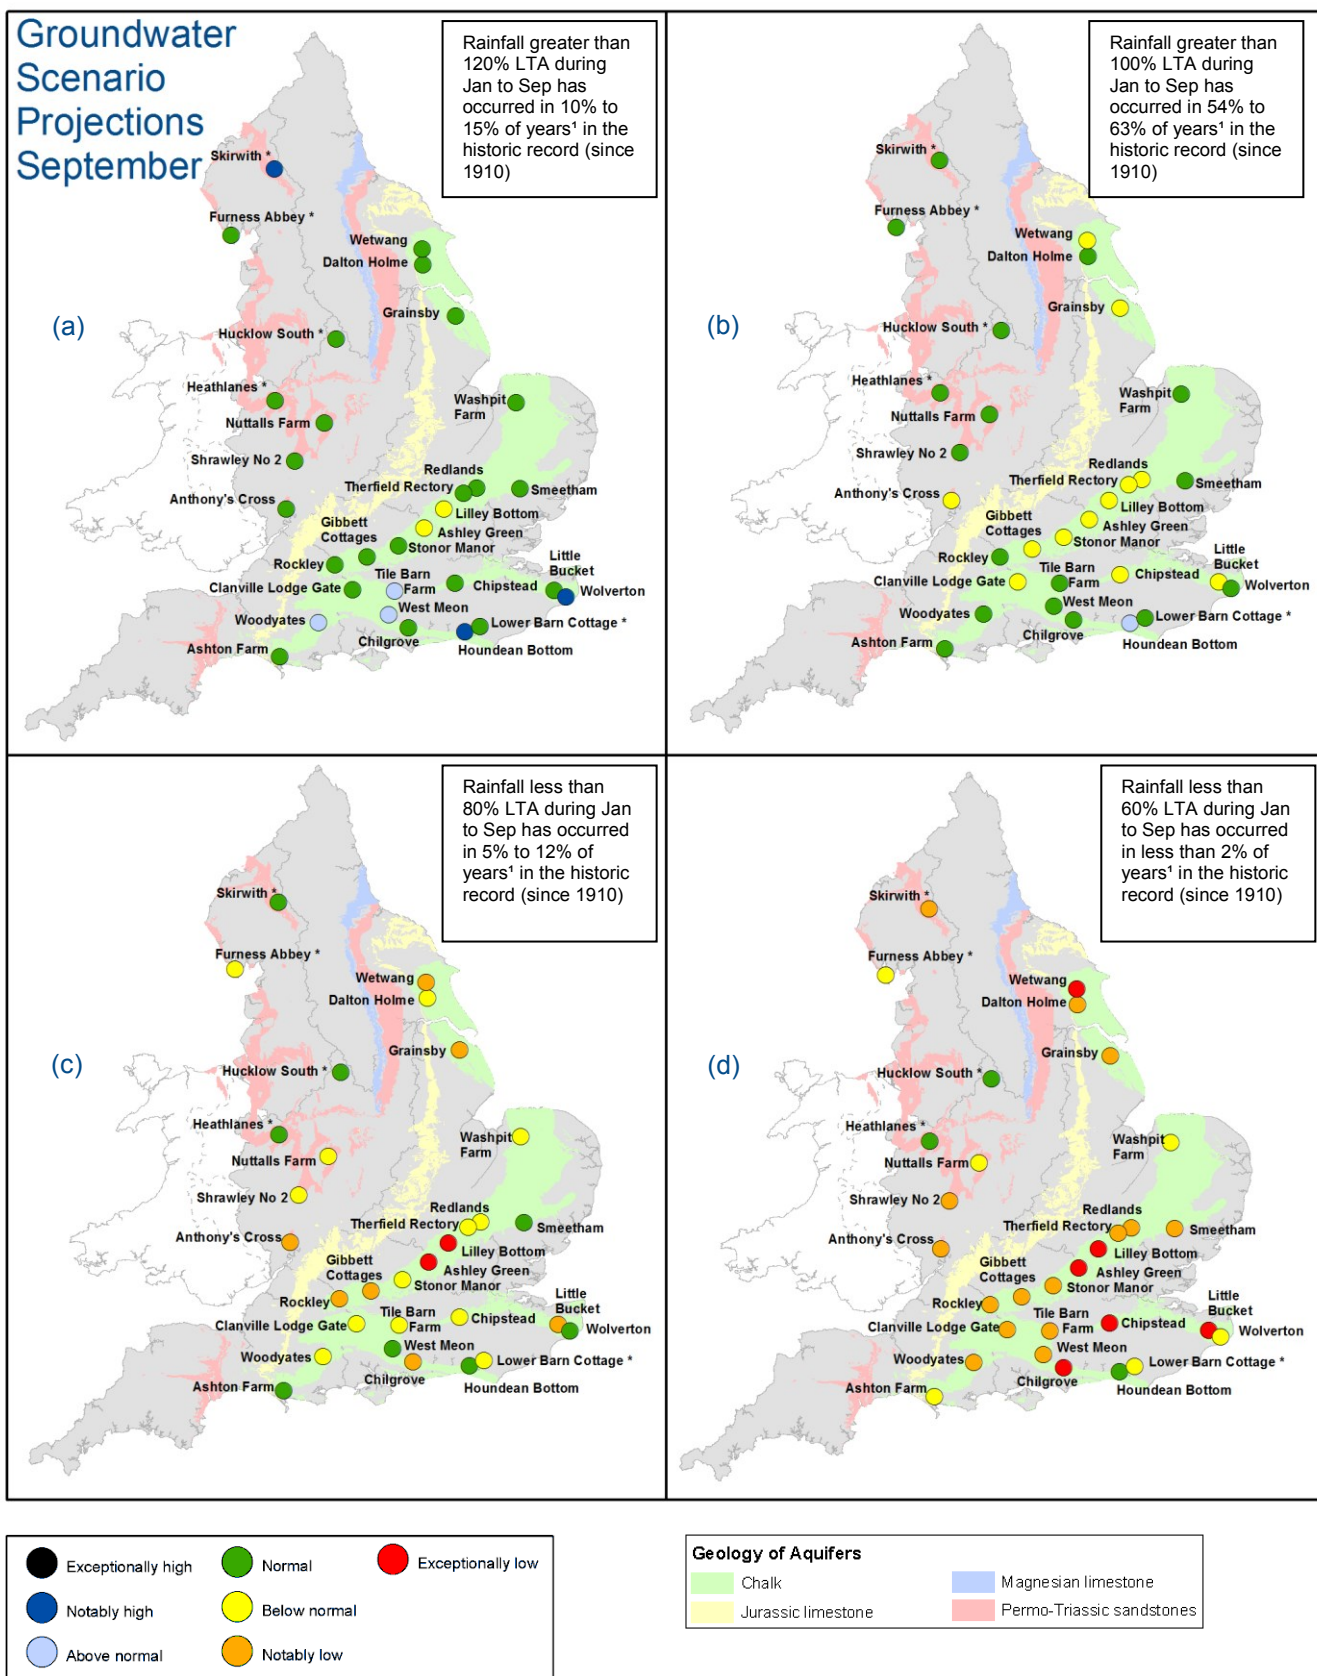 Groundwater
Scenario
Projections
September
Rainfall greater than
120% LTA during
Jan to Sep has
occurred in 10% to
15% of years¹ in the
historic record (since
1910)
(a)
Skirwith *
Furness Abbey *
Wetwang
Dalton Holme
Grainsby
Hucklow South *
Heathlanes *
Washpit
Farm
Nuttalls Farm
Shrawley No 2
Redlands
Therfield Rectory
Smeetham
Anthony's Cross
Lilley Bottom
Gibbett
Cottages
Ashley Green
Stonor Manor
Rockley
Little
Bucket
Clanville Lodge Gate
Tile Barn
Farm
Chipstead
Wolverton
West Meon
Woodyates
Lower Barn Cottage *
Chilgrove
Ashton Farm
Houndean Bottom
Rainfall greater than
100% LTA during
Jan to Sep has
occurred in 54% to
63% of years¹ in the
historic record (since
1910)
(b)
Skirwith *
Furness Abbey *
Wetwang
Dalton Holme
Grainsby
Hucklow South *
Heathlanes *
Washpit
Farm
Nuttalls Farm
Shrawley No 2
Redlands
Therfield Rectory
Smeetham
Anthony's Cross
Lilley Bottom
Gibbett
Cottages
Ashley Green
Stonor Manor
Rockley
Little
Bucket
Clanville Lodge Gate
Tile Barn
Farm
Chipstead
Wolverton
West Meon
Woodyates
Lower Barn Cottage *
Chilgrove
Ashton Farm
Houndean Bottom
Rainfall less than
80% LTA during Jan
to Sep has occurred
in 5% to 12% of
years¹ in the historic
record (since 1910)
(c)
Skirwith *
Furness Abbey *
Wetwang
Dalton Holme
Grainsby
Hucklow South *
Heathlanes *
Washpit
Farm
Nuttalls Farm
Shrawley No 2
Redlands
Therfield Rectory
Smeetham
Anthony's Cross
Lilley Bottom
Gibbett
Cottages
Ashley Green
Stonor Manor
Rockley
Little
Bucket
Clanville Lodge Gate
Tile Barn
Farm
Chipstead
Wolverton
West Meon
Woodyates
Lower Barn Cottage *
Chilgrove
Ashton Farm
Houndean Bottom
Rainfall less than
60% LTA during Jan
to Sep has occurred
in less than 2% of
years¹ in the historic
record (since 1910)
(d)
Skirwith *
Furness Abbey *
Wetwang
Dalton Holme
Grainsby
Hucklow South *
Heathlanes *
Washpit
Farm
Nuttalls Farm
Shrawley No 2
Redlands
Therfield Rectory
Smeetham
Anthony's Cross
Lilley Bottom
Gibbett
Cottages
Ashley Green
Stonor Manor
Rockley
Little
Bucket
Clanville Lodge Gate
Tile Barn
Farm
Chipstead
Wolverton
West Meon
Woodyates
Lower Barn Cottage *
Chilgrove
Ashton Farm
Houndean Bottom
Exceptionally high
Normal
Exceptionally low
Notably high
Below normal
Above normal
Notably low
Geology of Aquifers
Chalk
Magnesian limestone
Jurassic limestone
Permo-Triassic sandstones